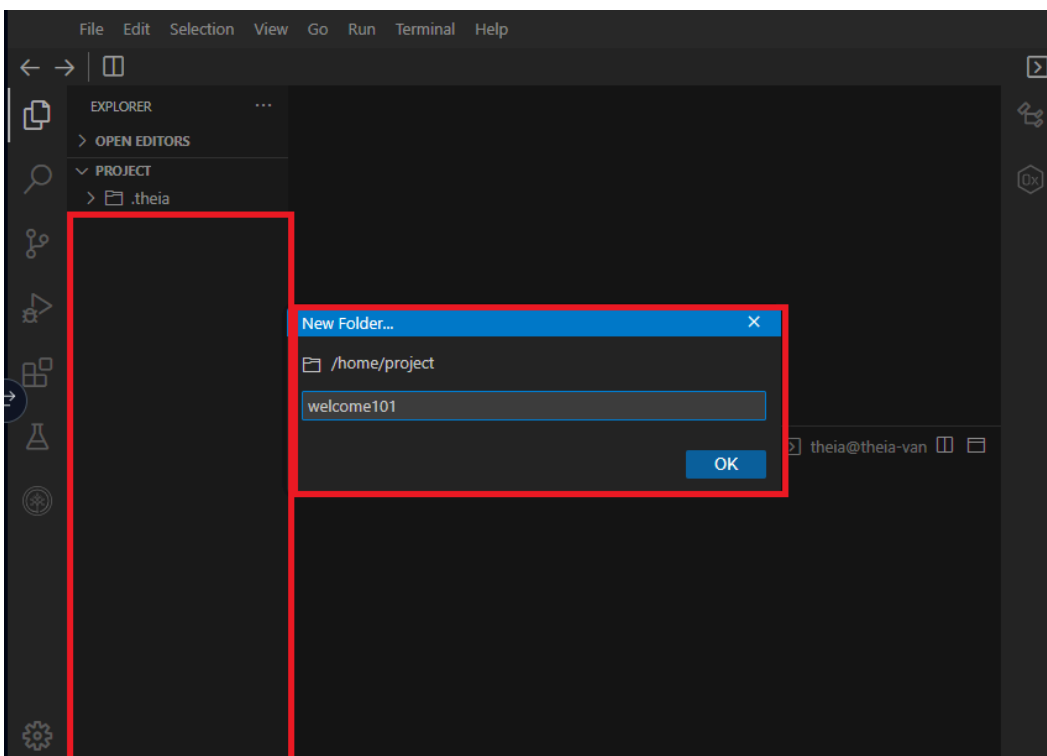 File Edit Selection View Go Run Terminal Help
EXPLORER
OPEN EDITORS
PROJECT
.theia
0x
New Folder...
/home/project
welcome101
OK
theia@theia-van